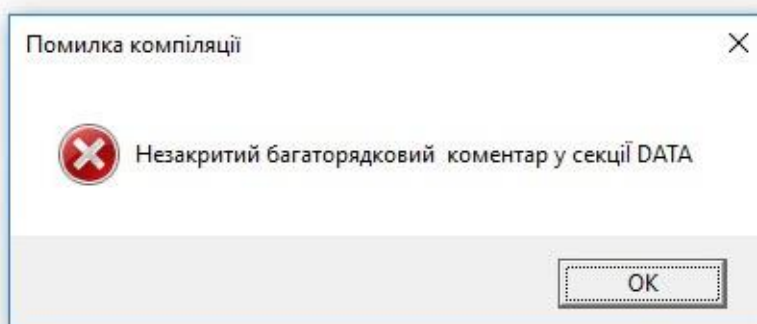 Помилка компіляції
Незакритий багаторядковий  коментар у секціЇ DATA
OK